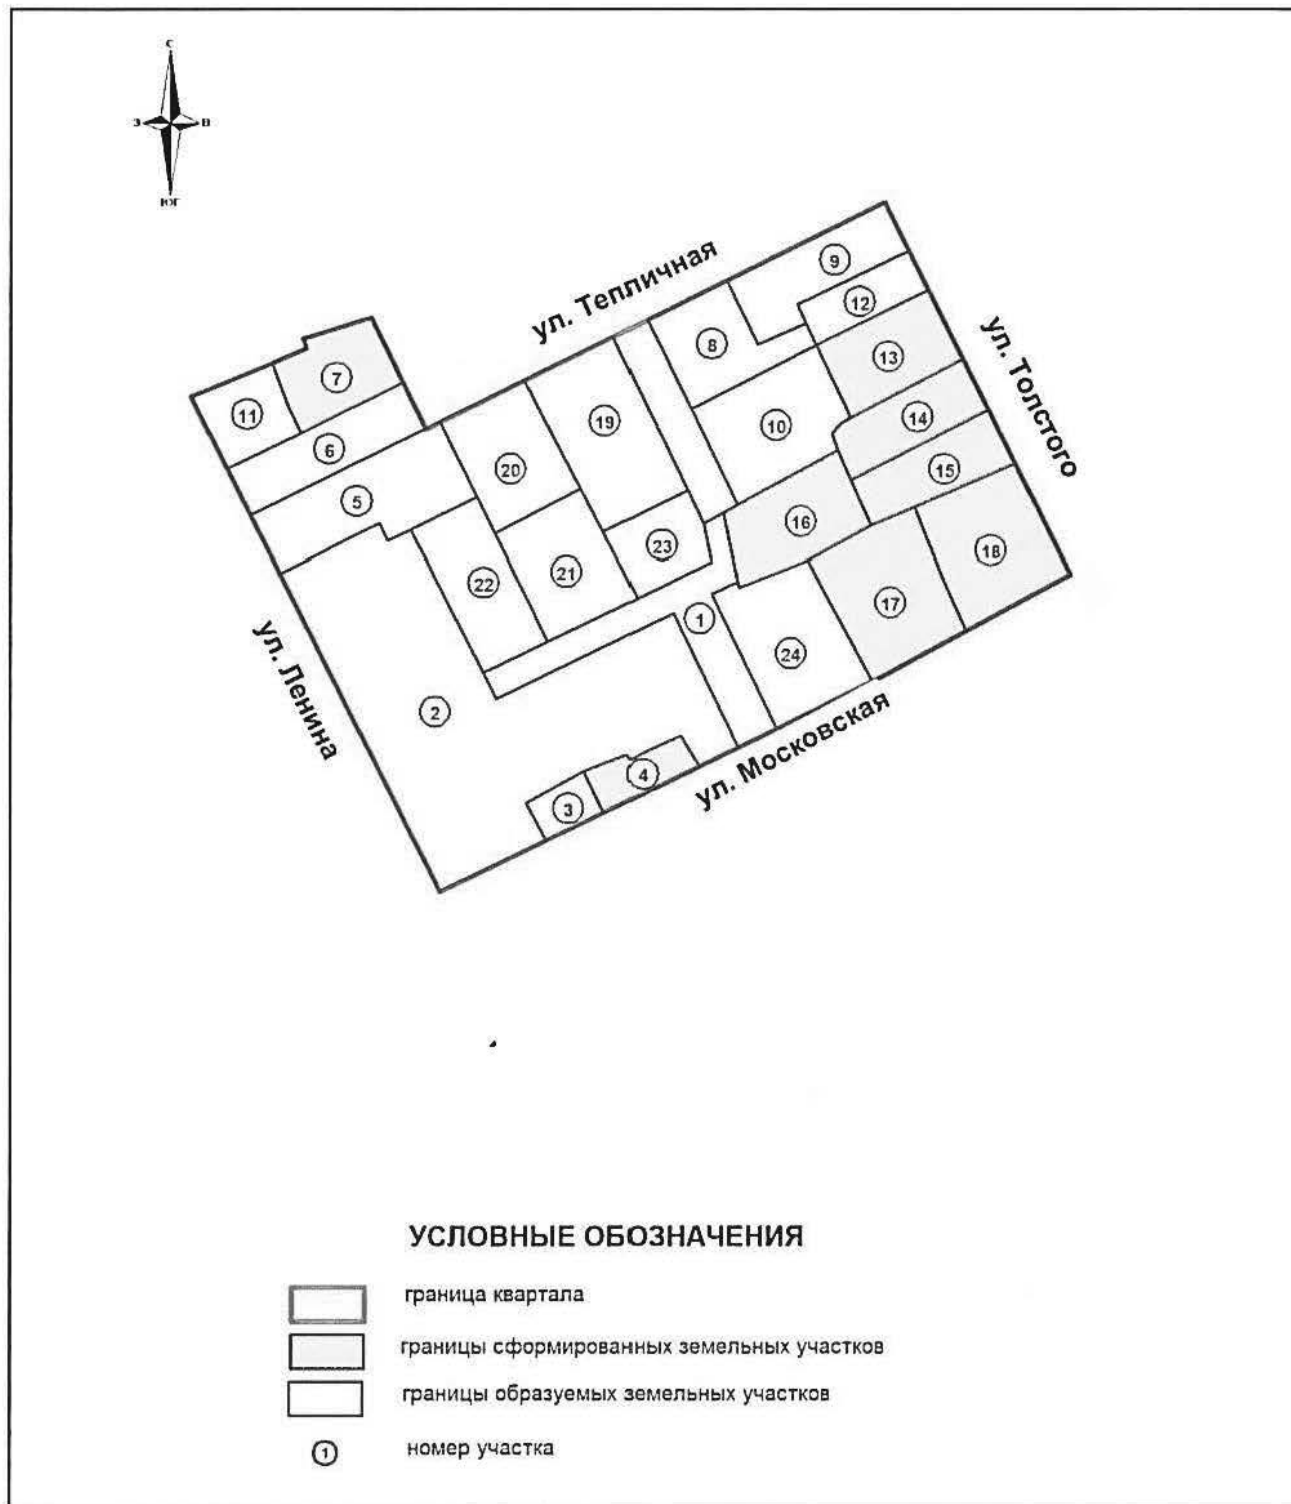 С
З В
ЮГ
ул. Тепличная
9
12
8
ул. Толстого
13
7
11
19
14
10
6
20
15
5
16
23
18
21
22
17
1
ул. Ленина
24
2
ул. Московская
4
3
УСЛОВНЫЕ ОБОЗНАЧЕНИЯ
граница квартала
границы сформированных земельных участков
границы образуемых земельных участков
1 номер участка